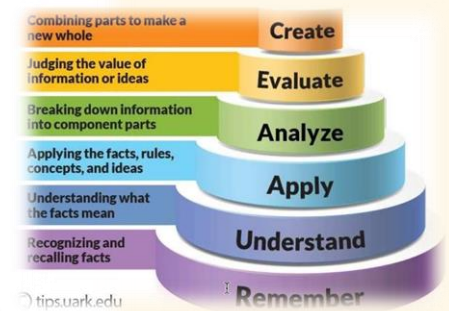 Combining parts to make a
new whole
Create
Judging the value of
information or ideas
Evaluate
Breaking down information
into component parts
Analyze
Applying the facts, rules,
concepts, and ideas
Apply
Understanding what
the facts mean
Understand
Recognizing and
recalling facts
Remember
tips.uark.edu